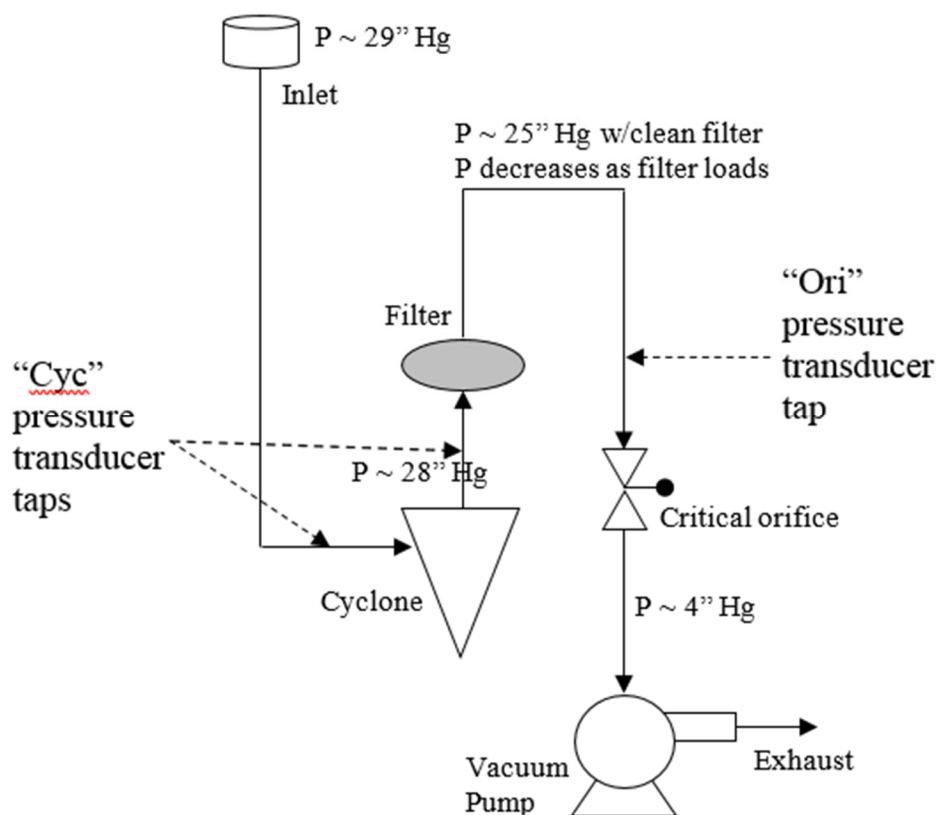 P ~ 29” Hg
Inlet
P ~ 25” Hg w/clean filter
P decreases as filter loads
“Ori”
pressure
transducer
tap
Filter
“Cyc”
pressure
transducer
taps
P ~ 28” Hg
Critical orifice
Cyclone
P ~ 4” Hg
Vacuum
Pump
Exhaust